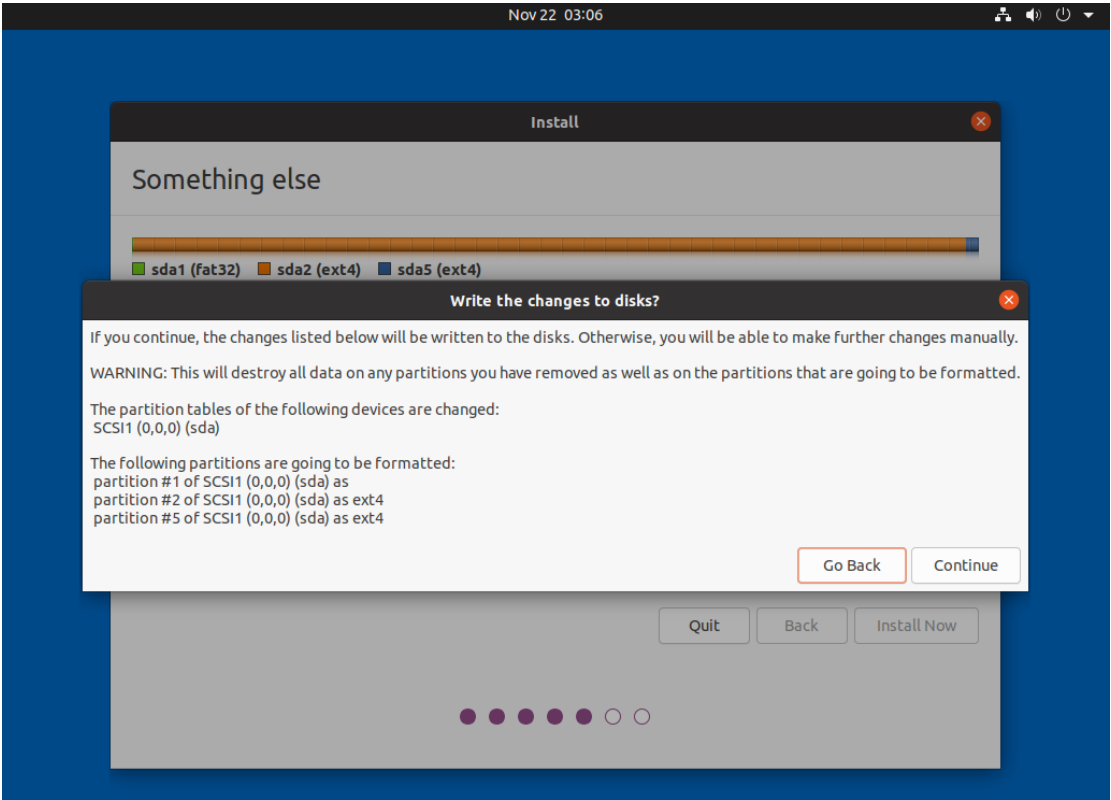 Nov 22 03:06
Install
Something else
sda1 (fat32) sda2 (ext4) sda5 (ext4)
Write the changes to disks?
If you continue, the changes listed below will be written to the disks. Otherwise, you will be able to make further changes manually.
WARNING: This will destroy all data on any partitions you have removed as well as on the partitions that are going to be formatted.
The partition tables of the following devices are changed:
SCSI1 (0,0,0) (sda)
The following partitions are going to be formatted:
partition #1 of SCSI1 (0,0,0) (sda) as
partition #2 of SCSI1 (0,0,0) (sda) as ext4
partition #5 of SCSI1 (0,0,0) (sda) as ext4
Go Back Continue
Quit Back Install Now